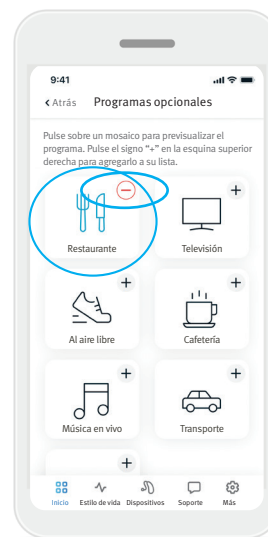 9:41
Atrás Programas opcionales
Pulse sobre un mosaico para previsualizar el
programa. Pulse el signo "+" en la esquina superior
derecha para agregarlo a su lista.
Restaurante Televisión
Al aire libre Cafetería
Música en vivo Transporte
Inicio Estilo de vida Dispositivos Soporte Más